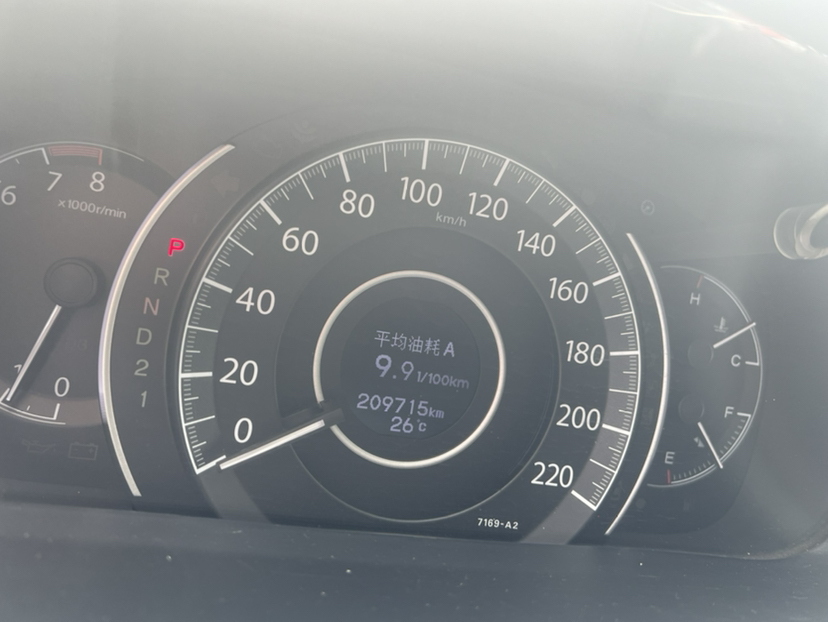 6
7
8
x1000r/min
1
0
P
R
N
D
2
1
0
20
40
60
80
100
120
140
160
180
200
220
km/h
平均油耗 A
9.9 l/100km
209715km
26℃
7169-A2
H
C
F
E